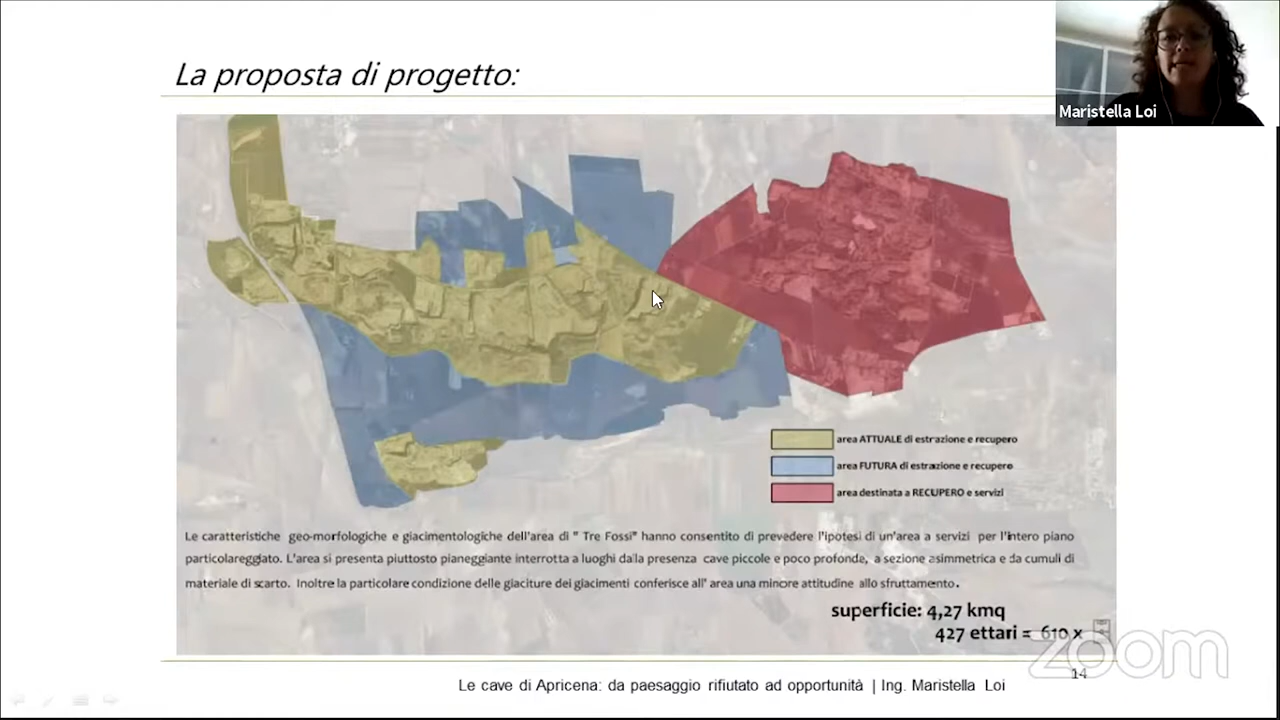 La proposta di progetto:
Maristella Loi
area ATTUALE di estrazione e recupero
area FUTURA di estrazione e recupero
area destinata a RECUPERO e servizi
Le caratteristiche geo-morfologiche e giacimentologiche dell'area di " Tre Fossi" hanno consentito di prevedere l'ipotesi di un'area a servizi per l'intero piano
particolareggiato. L'area si presenta piuttosto pianeggiante interrotta a luoghi dalla presenza cave piccole e poco profonde, a sezione asimmetrica e da cumuli di
materiale di scarto. Inoltre la particolare condizione delle giaciture dei giacimenti conferisce all' area una minore attitudine allo sfruttamento.
superficie: 4,27 kmq
427 ettari = 610 x
zoom
14
Le cave di Apricena: da paesaggio rifiutato ad opportunità | Ing. Maristella Loi